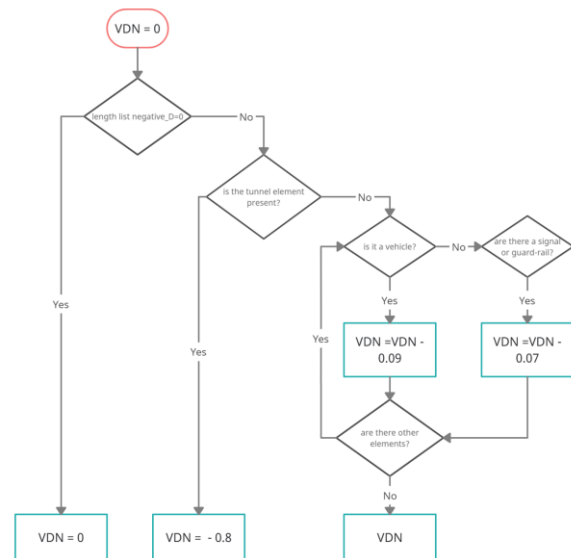 VDN = 0
length list negative_D=0
No
is the tunnel element
present?
No
is it a vehicle?
No
are there a signal
or guard-rail?
Yes
Yes
Yes
Yes
Yes
VDN =VDN -
0.09
VDN =VDN -
0.07
are there other
elements?
No
VDN = 0
VDN = - 0.8
VDN